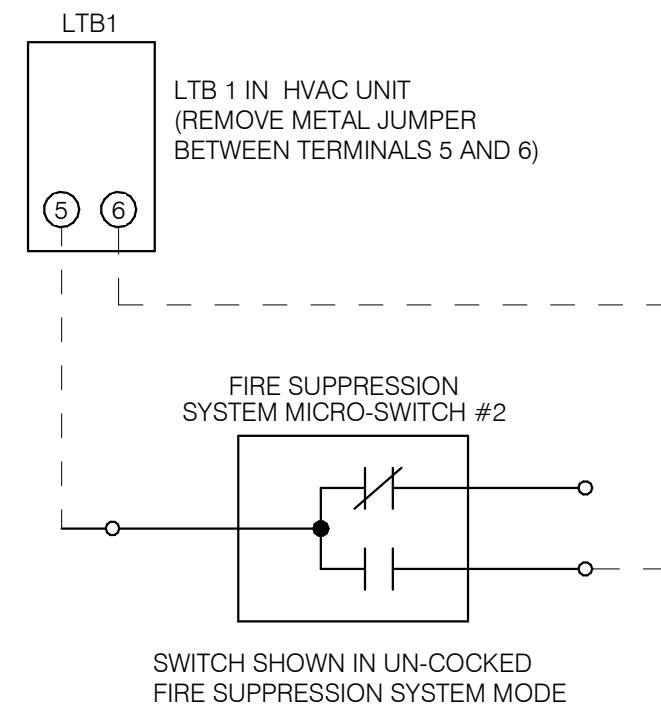 LTB1
LTB 1 IN HVAC UNIT
(REMOVE METAL JUMPER
BETWEEN TERMINALS 5 AND 6)
5 6
FIRE SUPPRESSION
SYSTEM MICRO-SWITCH #2
SWITCH SHOWN IN UN-COCKED
FIRE SUPPRESSION SYSTEM MODE